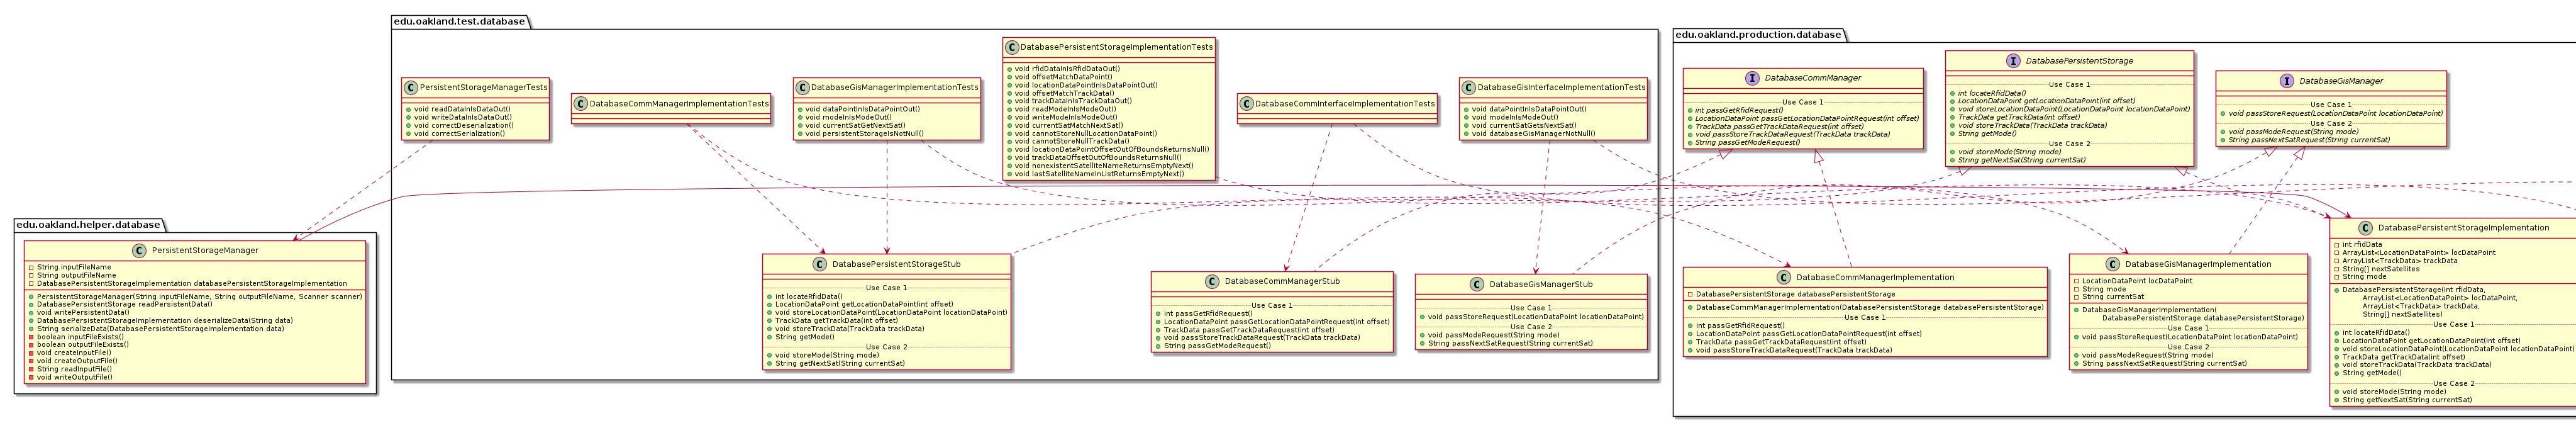 edu.oakland.helper.database
C PersistentStorageManager
String inputFileName
String outputFileName
DatabasePersistentStorageImplementation databasePersistentStorageImplementation
PersistentStorageManager(String inputFileName, String outputFileName, Scanner scanner)
DatabasePersistentStorage readPersistentData()
void writePersistentData()
DatabasePersistentStorageImplementation deserializeData(String data)
String serializeData(DatabasePersistentStorageImplementation data)
boolean inputFileExists()
boolean outputFileExists()
void createInputFile()
void createOutputFile()
String readInputFile()
void writeOutputFile()
edu.oakland.test.database
C PersistentStorageManagerTests
void readDataInIsDataOut()
void writeDataInIsDataOut()
void correctDeserialization()
void correctSerialization()
C DatabaseCommManagerImplementationTests
C DatabaseGisManagerImplementationTests
void dataPointInIsDataPointOut()
void modeInIsModeOut()
void currentSatGetNextSat()
void persistentStorageIsNotNull()
C DatabasePersistentStorageImplementationTests
void rfidDataInIsRfidDataOut()
void offsetMatchDataPoint()
void locationDataPointInIsDataPointOut()
void offsetMatchTrackData()
void trackDataInIsTrackDataOut()
void readModeInIsModeOut()
void writeModeInIsModeOut()
void currentSatMatchNextSat()
void cannotStoreNullLocationDataPoint()
void cannotStoreNullTrackData()
void locationDataPointOffsetOutOfBoundsReturnsNull()
void trackDataOffsetOutOfBoundsReturnsNull()
void nonexistentSatelliteNameReturnsEmptyNext()
void lastSatelliteNameInListReturnsEmptyNext()
C DatabaseCommInterfaceImplementationTests
C DatabaseGisInterfaceImplementationTests
void dataPointInIsDataPointOut()
void modeInIsModeOut()
void currentSatGetsNextSat()
void databaseGisManagerNotNull()
C DatabasePersistentStorageStub
Use Case 1
int locateRfidData()
LocationDataPoint getLocationDataPoint(int offset)
void storeLocationDataPoint(LocationDataPoint locationDataPoint)
TrackData getTrackData(int offset)
void storeTrackData(TrackData trackData)
String getMode()
Use Case 2
void storeMode(String mode)
String getNextSat(String currentSat)
C DatabaseCommManagerStub
Use Case 1
int passGetRfidRequest()
LocationDataPoint passGetLocationDataPointRequest(int offset)
TrackData passGetTrackDataRequest(int offset)
void passStoreTrackDataRequest(TrackData trackData)
String passGetModeRequest()
C DatabaseGisManagerStub
Use Case 1
void passStoreRequest(LocationDataPoint locationDataPoint)
Use Case 2
void passModeRequest(String mode)
String passNextSatRequest(String currentSat)
edu.oakland.production.database
I DatabaseCommManager
Use Case 1
int passGetRfidRequest()
LocationDataPoint passGetLocationDataPointRequest(int offset)
TrackData passGetTrackDataRequest(int offset)
void passStoreTrackDataRequest(TrackData trackData)
String passGetModeRequest()
I DatabasePersistentStorage
Use Case 1
int locateRfidData()
LocationDataPoint getLocationDataPoint(int offset)
void storeLocationDataPoint(LocationDataPoint locationDataPoint)
TrackData getTrackData(int offset)
void storeTrackData(TrackData trackData)
String getMode()
Use Case 2
void storeMode(String mode)
String getNextSat(String currentSat)
I DatabaseGisManager
Use Case 1
void passStoreRequest(LocationDataPoint locationDataPoint)
Use Case 2
void passModeRequest(String mode)
String passNextSatRequest(String currentSat)
C DatabaseCommManagerImplementation
DatabasePersistentStorage databasePersistentStorage
DatabaseCommManagerImplementation(DatabasePersistentStorage databasePersistentStorage)
Use Case 1
int passGetRfidRequest()
LocationDataPoint passGetLocationDataPointRequest(int offset)
TrackData passGetTrackDataRequest(int offset)
void passStoreTrackDataRequest(TrackData trackData)
C DatabaseGisManagerImplementation
LocationDataPoint locDataPoint
String mode
String currentSat
DatabaseGisManagerImplementation(
DatabasePersistentStorage databasePersistentStorage)
Use Case 1
void passStoreRequest(LocationDataPoint locationDataPoint)
Use Case 2
void passModeRequest(String mode)
String passNextSatRequest(String currentSat)
C DatabasePersistentStorageImplementation
int rfidData
ArrayList<LocationDataPoint> locDataPoint
ArrayList<TrackData> trackData
String[] nextSatellites
String mode
DatabasePersistentStorage(int rfidData,
ArrayList<LocationDataPoint> locDataPoint,
ArrayList<TrackData> trackData,
String[] nextSatellites)
Use Case 1
int locateRfidData()
LocationDataPoint getLocationDataPoint(int offset)
void storeLocationDataPoint(LocationDataPoint locationDataPoint)
TrackData getTrackData(int offset)
void storeTrackData(TrackData trackData)
String getMode()
Use Case 2
void storeMode(String mode)
String getNextSat(String currentSat)